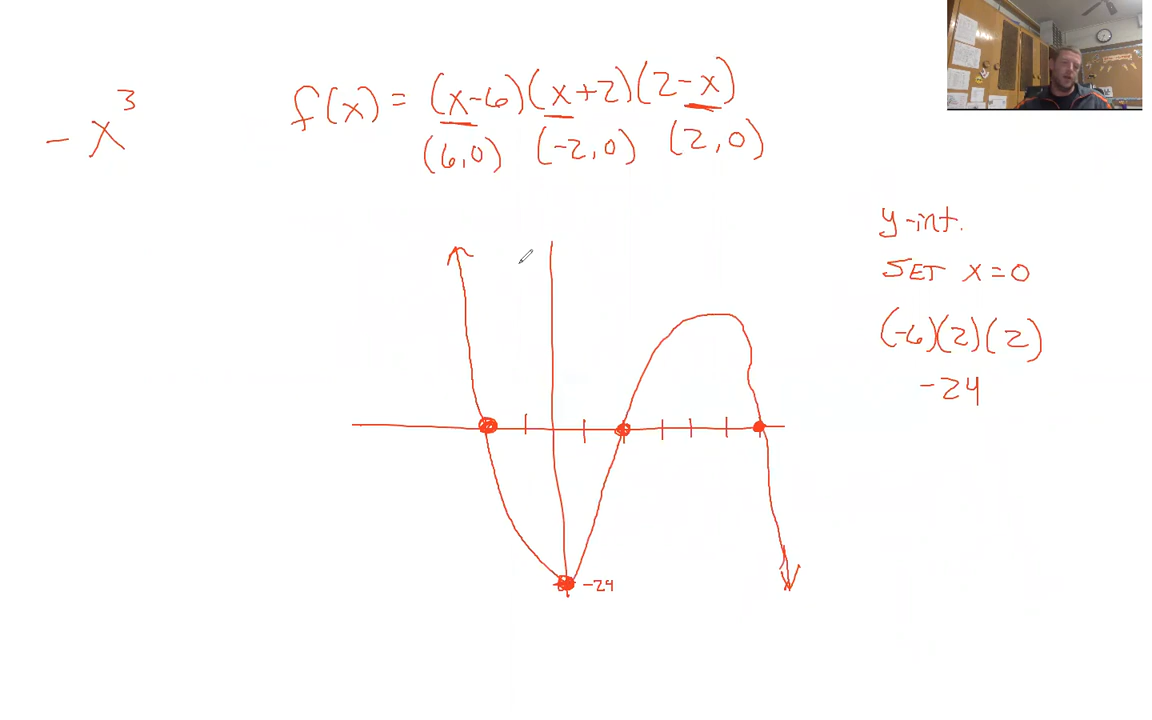 - x³
f(x) = (x-6)(x+2)(2-x)
(6,0) (-2,0) (2,0)
y-int.
SET x=0
(-6)(2)(2)
-24
-24